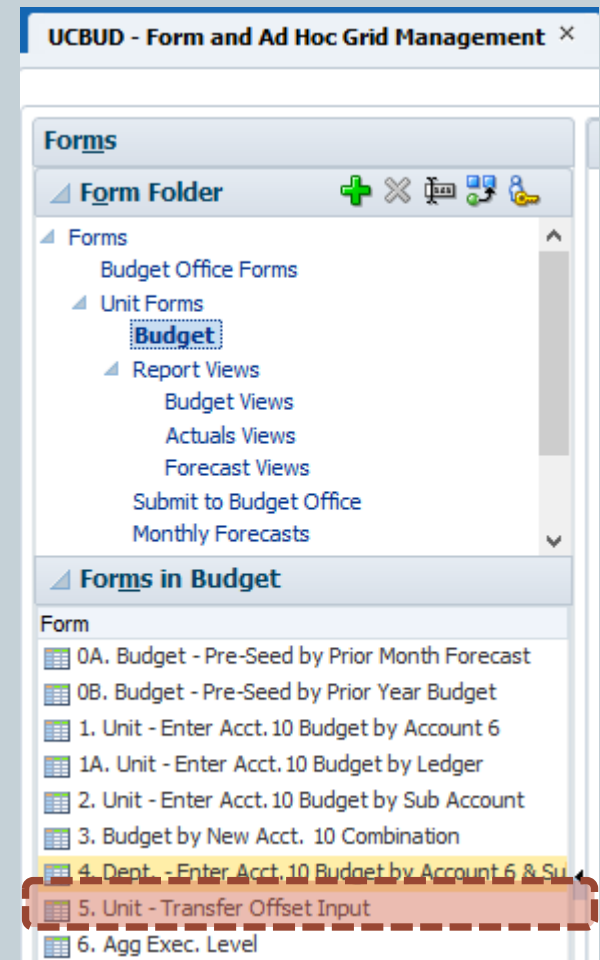 UCBUD - Form and Ad Hoc Grid Management ×
Forms
Form Folder
Forms
Budget Office Forms
Unit Forms
Budget
Report Views
Budget Views
Actuals Views
Forecast Views
Submit to Budget Office
Monthly Forecasts
Forms in Budget
Form
0A. Budget - Pre-Seed by Prior Month Forecast
0B. Budget - Pre-Seed by Prior Year Budget
1. Unit - Enter Acct. 10 Budget by Account 6
1A. Unit - Enter Acct. 10 Budget by Ledger
2. Unit - Enter Acct. 10 Budget by Sub Account
3. Budget by New Acct. 10 Combination
4. Dept. - Enter Acct. 10 Budget by Account 6 & Su
5. Unit - Transfer Offset Input
6. Agg Exec. Level